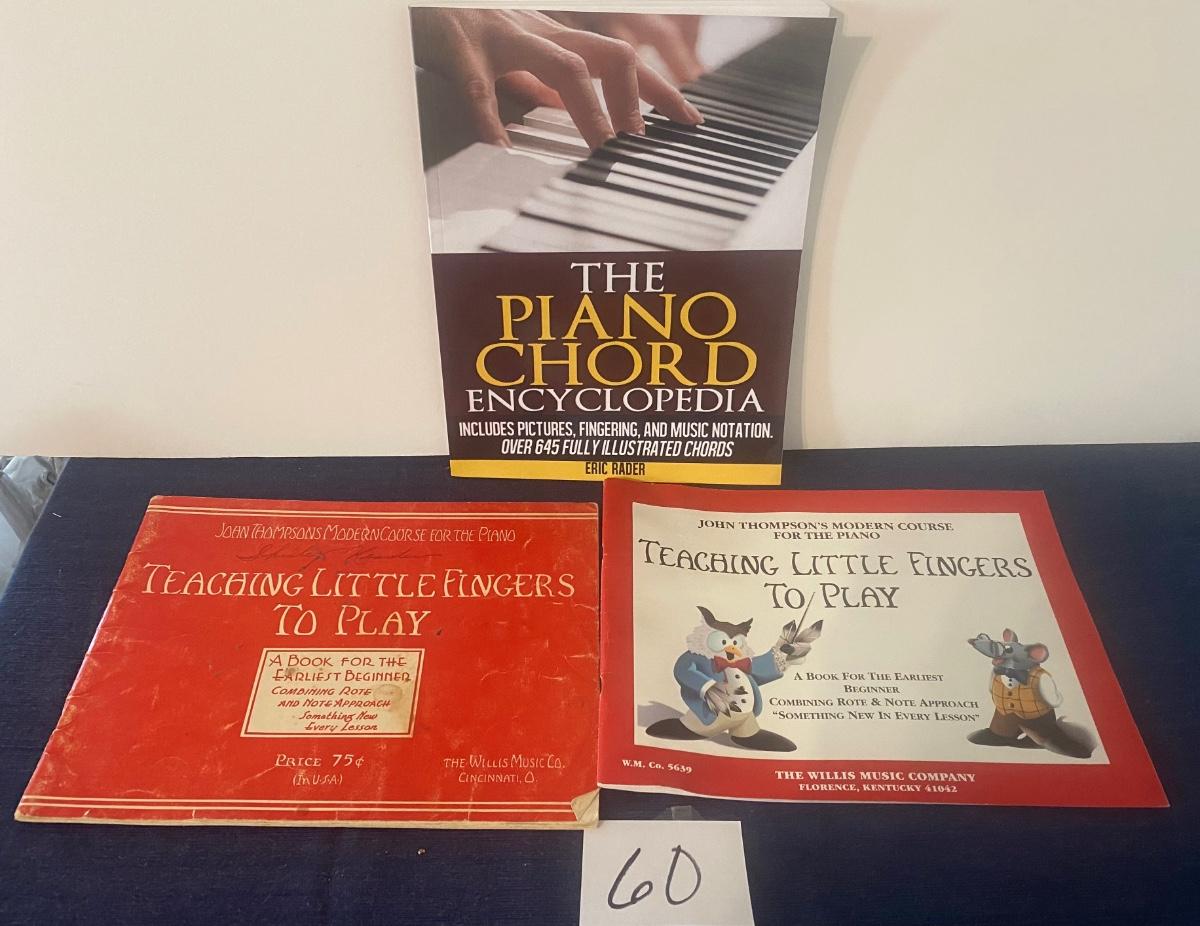 THE
PIANO
CHORD
ENCYCLOPEDIA
INCLUDES PICTURES, FINGERING, AND MUSIC NOTATION.
OVER 645 FULLY ILLUSTRATED CHORDS
ERIC RADER
JOHN THOMPSON'S MODERN COURSE FOR THE PIANO
Shirley
TEACHING LITTLE FINGERS
TO PLAY
A BOOK FOR THE
EARLIEST BEGINNER
COMBINING ROTE
AND NOTE APPROACH
Something New
Every Lesson
PRICE 75¢
(IN U.S.A.)
THE WILLIS MUSIC CO.
CINCINNATI, O.
JOHN THOMPSON'S MODERN COURSE
FOR THE PIANO
TEACHING LITTLE FINGERS
TO PLAY
A BOOK FOR THE EARLIEST
BEGINNER
COMBINING ROTE & NOTE APPROACH
"SOMETHING NEW IN EVERY LESSON"
W.M. Co. 5639
THE WILLIS MUSIC COMPANY
FLORENCE, KENTUCKY 41042
60